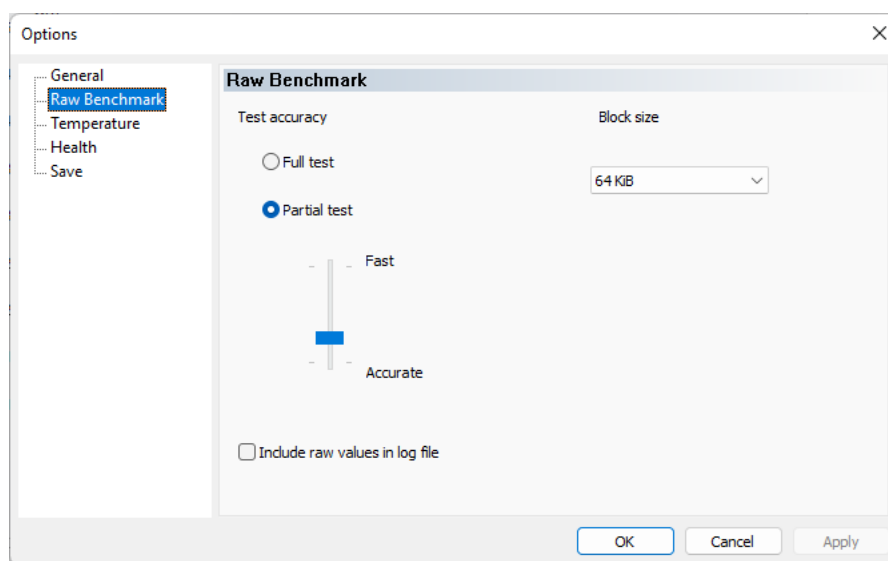 Options
General
Raw Benchmark
Temperature
Health
Save
Raw Benchmark
Test accuracy
Block size
Full test
64 KiB
Partial test
Fast
Accurate
Include raw values in log file
OK
Cancel
Apply